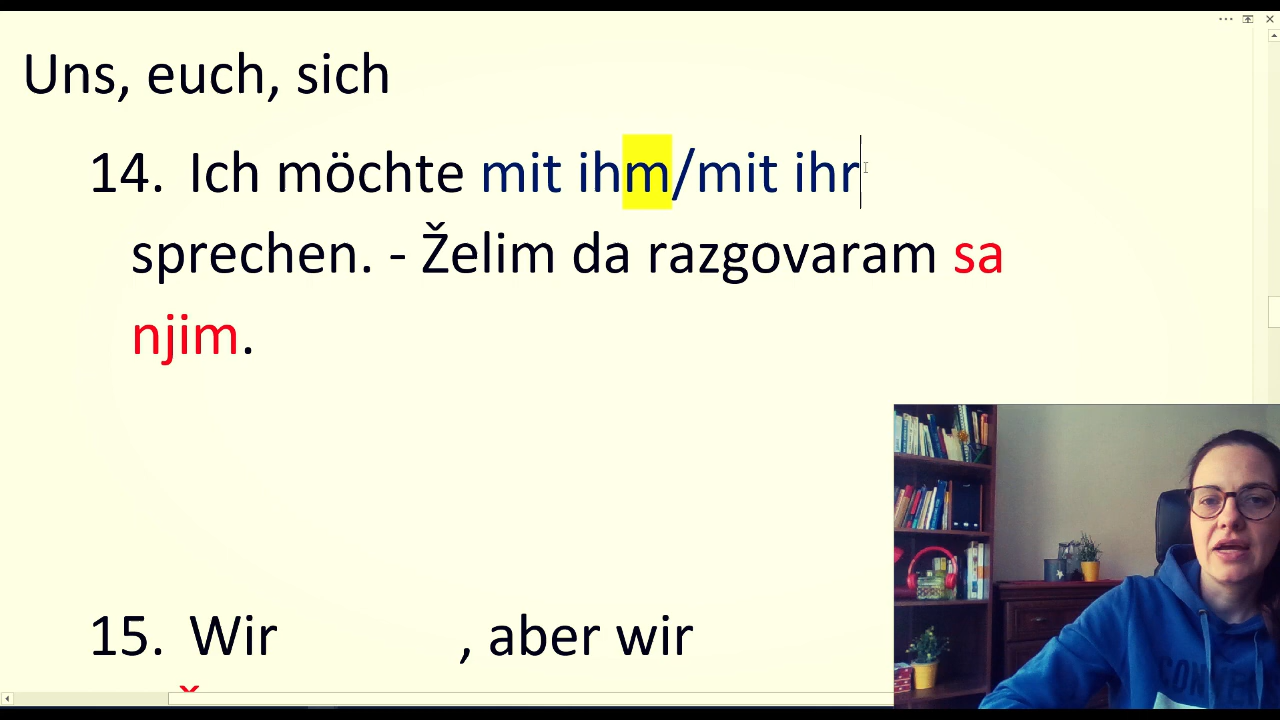 Uns, euch, sich
14. Ich möchte mit ihm/mit ihr
sprechen. - Želim da razgovaram sa
njim.
15. Wir , aber wir